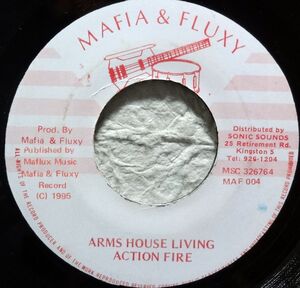 MAFIA & FLUXY
Prod. By
Mafia & Fluxy
Published by
Maflux Music
Mafia & Fluxy
Record
(C) 1995
Distributed by
SONIC SOUNDS
25 Retirement Rd.
Kingston 5
Tel: 926-1204
MSC 326764
MAF 004
ARMS HOUSE LIVING
ACTION FIRE